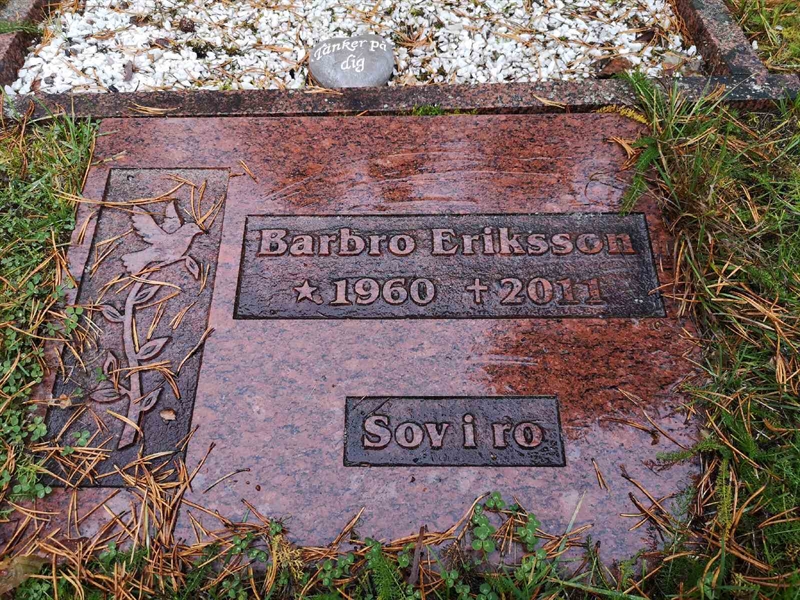 Tänker på
dig
Barbro Eriksson
★ 1960 ✝ 2011
Sov i ro